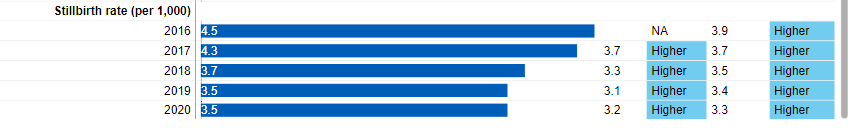 Stillbirth rate (per 1,000)
2016 4.5 NA 3.9 Higher
2017 4.3 3.7 Higher 3.7 Higher
2018 3.7 3.3 Higher 3.5 Higher
2019 3.5 3.1 Higher 3.4 Higher
2020 3.5 3.2 Higher 3.3 Higher